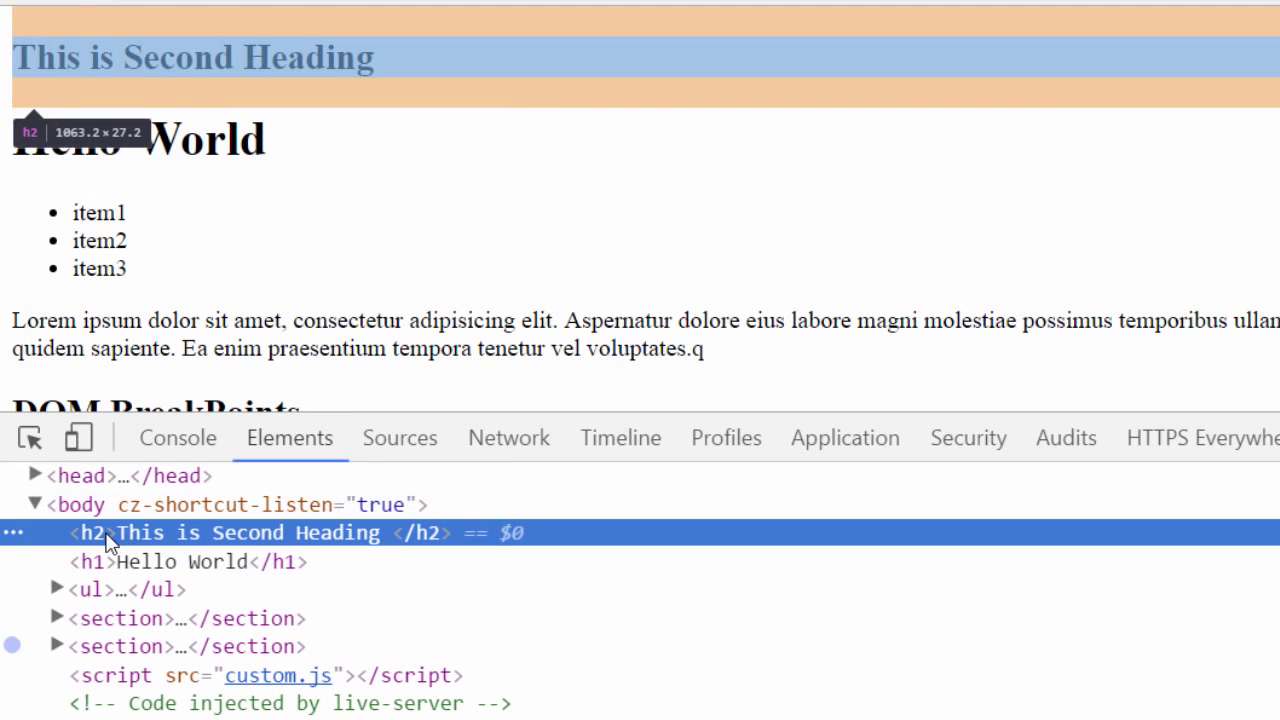 This is Second Heading
h2 1063.2×27.2
Hello World
• item1
• item2
• item3
Lorem ipsum dolor sit amet, consectetur adipisicing elit. Aspernatur dolore eius labore magni molestiae possimus temporibus
quidem sapiente. Ea enim praesentium tempora tenetur vel voluptates.q
DOM BreakPoints
Console Elements Sources Network Timeline Profiles Application Security Audits HTTPS
<head>…</head>
<body cz-shortcut-listen="true">
<h2>This is Second Heading </h2> == $0
<h1>Hello World</h1>
<ul>…</ul>
<section>…</section>
<section>…</section>
<script src="custom.js"></script>
<!-- Code injected by live-server -->